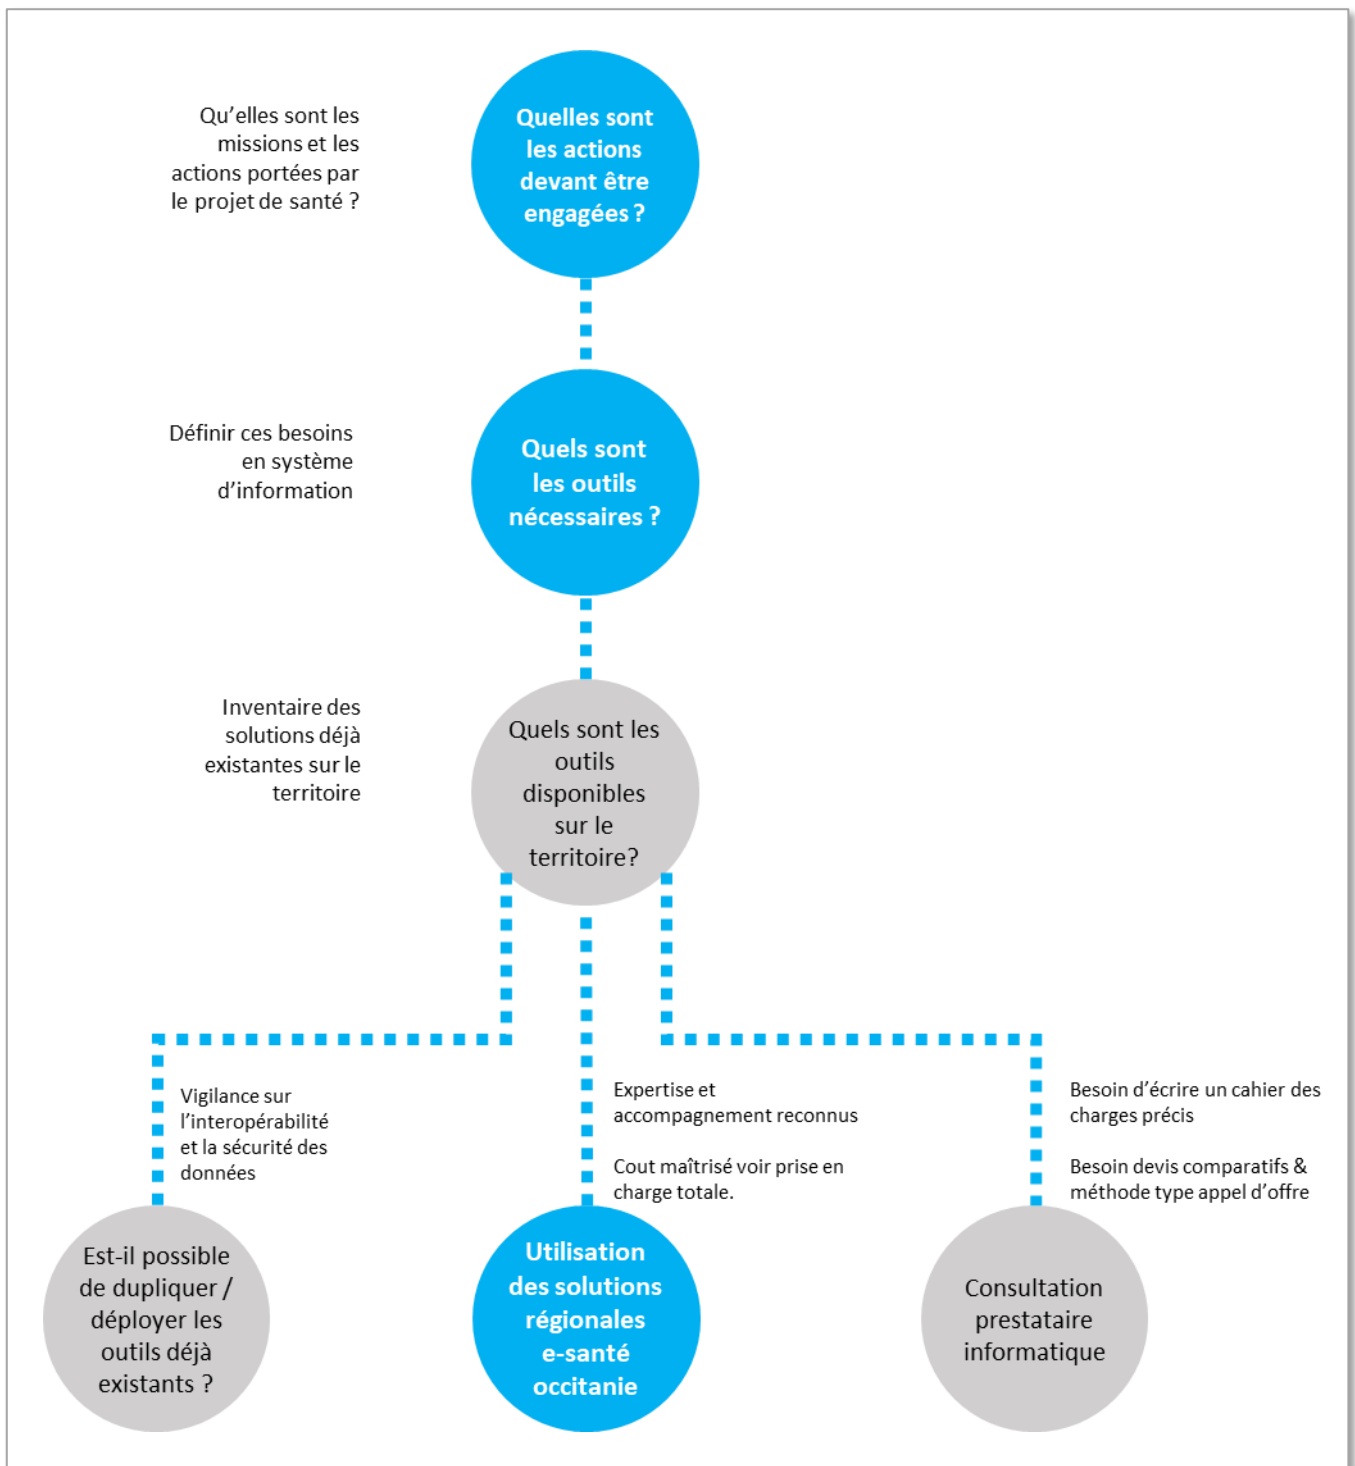 Qu’elles sont les
missions et les
actions portées par
le projet de santé ?
Quelles sont
les actions
devant être
engagées ?
Définir ces besoins
en système
d’information
Quels sont
les outils
nécessaires ?
Inventaire des
solutions déjà
existantes sur le
territoire
Quels sont les
outils
disponibles
sur le
territoire?
Vigilance sur
l’interopérabilité
et la sécurité des
données
Expertise et
accompagnement reconnus
Cout maîtrisé voir prise en
charge totale.
Besoin d’écrire un cahier des
charges précis
Besoin devis comparatifs &
méthode type appel d’offre
Est-il possible
de dupliquer /
déployer les
outils déjà
existants ?
Utilisation
des solutions
régionales
e-santé
occitanie
Consultation
prestataire
informatique